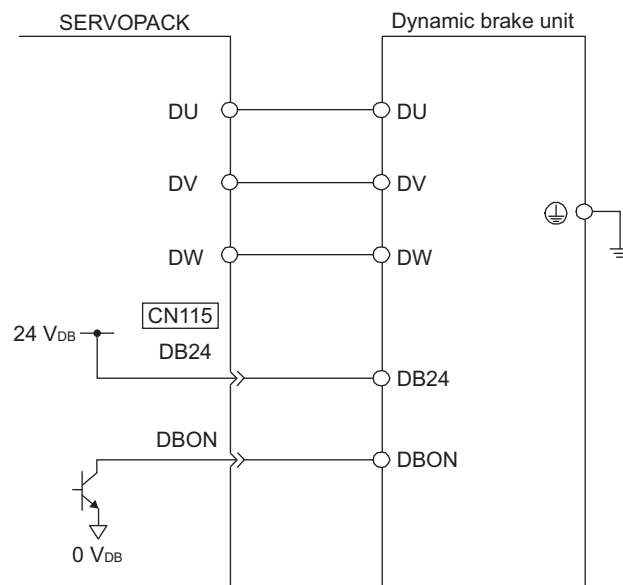 SERVOPACK
Dynamic brake unit
DU
DU
DV
DV
DW
DW
CN115
24 VDB
DB24
DB24
DBON
DBON
0 VDB